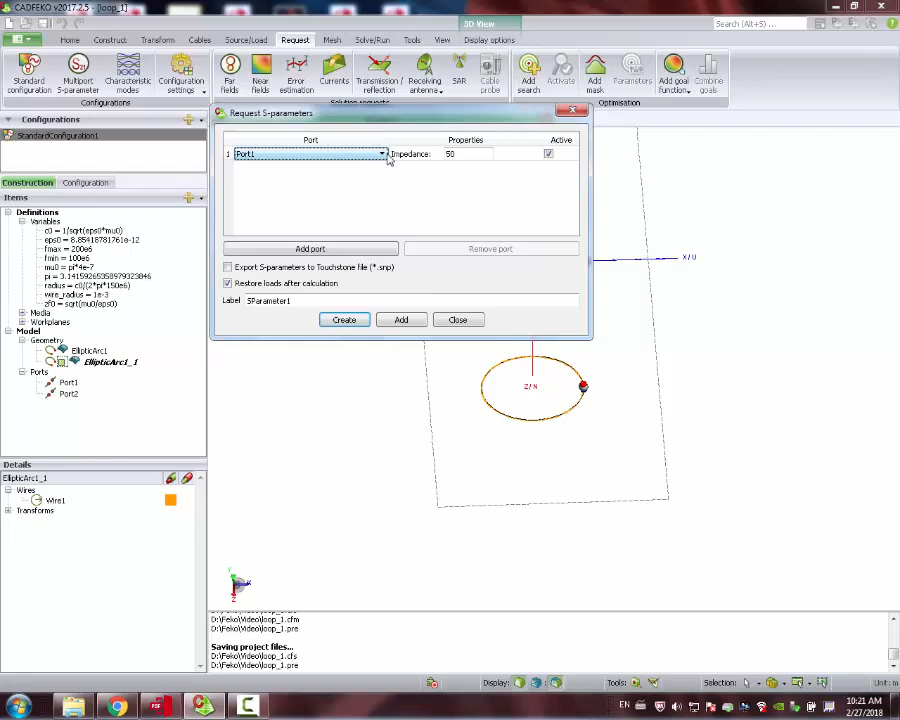 CADFEKO v2017.2.5 - [loop_1]
3D View
Search (Alt+S)...
Home Construct Transform Cables Source/Load Request Mesh Solve/Run Tools View Display options
Standard configuration
Multiport S-parameter
Characteristic modes
Configuration settings
Far fields
Near fields
Error estimation
Currents
Transmission / reflection
Receiving antenna
SAR
Cable probe
Add search
Activate
Add mask
Parameters
Add goal function
Combine goals
Configurations
Solution requests
Optimisation
Configurations
StandardConfiguration1
Construction Configuration
Items
Definitions
Variables
c0 = 1/sqrt(eps0*mu0)
eps0 = 8.85418781761e-12
fmax = 200e6
fmin = 100e6
mu0 = pi*4e-7
pi = 3.14159265358979323846
radius = c0/(2*pi*150e6)
wire_radius = 1e-3
zf0 = sqrt(mu0/eps0)
Media
Workplanes
Model
Geometry
EllipticArc1
EllipticArc1_1
Ports
Port1
Port2
Details
EllipticArc1_1
Wires
Wire1
Transforms
Request S-parameters
Port Properties Active
1 Port1 Impedance: 50
Add port Remove port
Export S-parameters to Touchstone file (*.snp)
Restore loads after calculation
Label SParameter1
Create Add Close
X/U
Z/N
Y
X
Z
D:\Feko\Video\loop_1.cfm
D:\Feko\Video\loop_1.pre
Saving project files...
D:\Feko\Video\loop_1.cfs
D:\Feko\Video\loop_1.pre
Display: Tools: Selection: Unit: m
PDF
EN
10:21 AM
2/27/2018